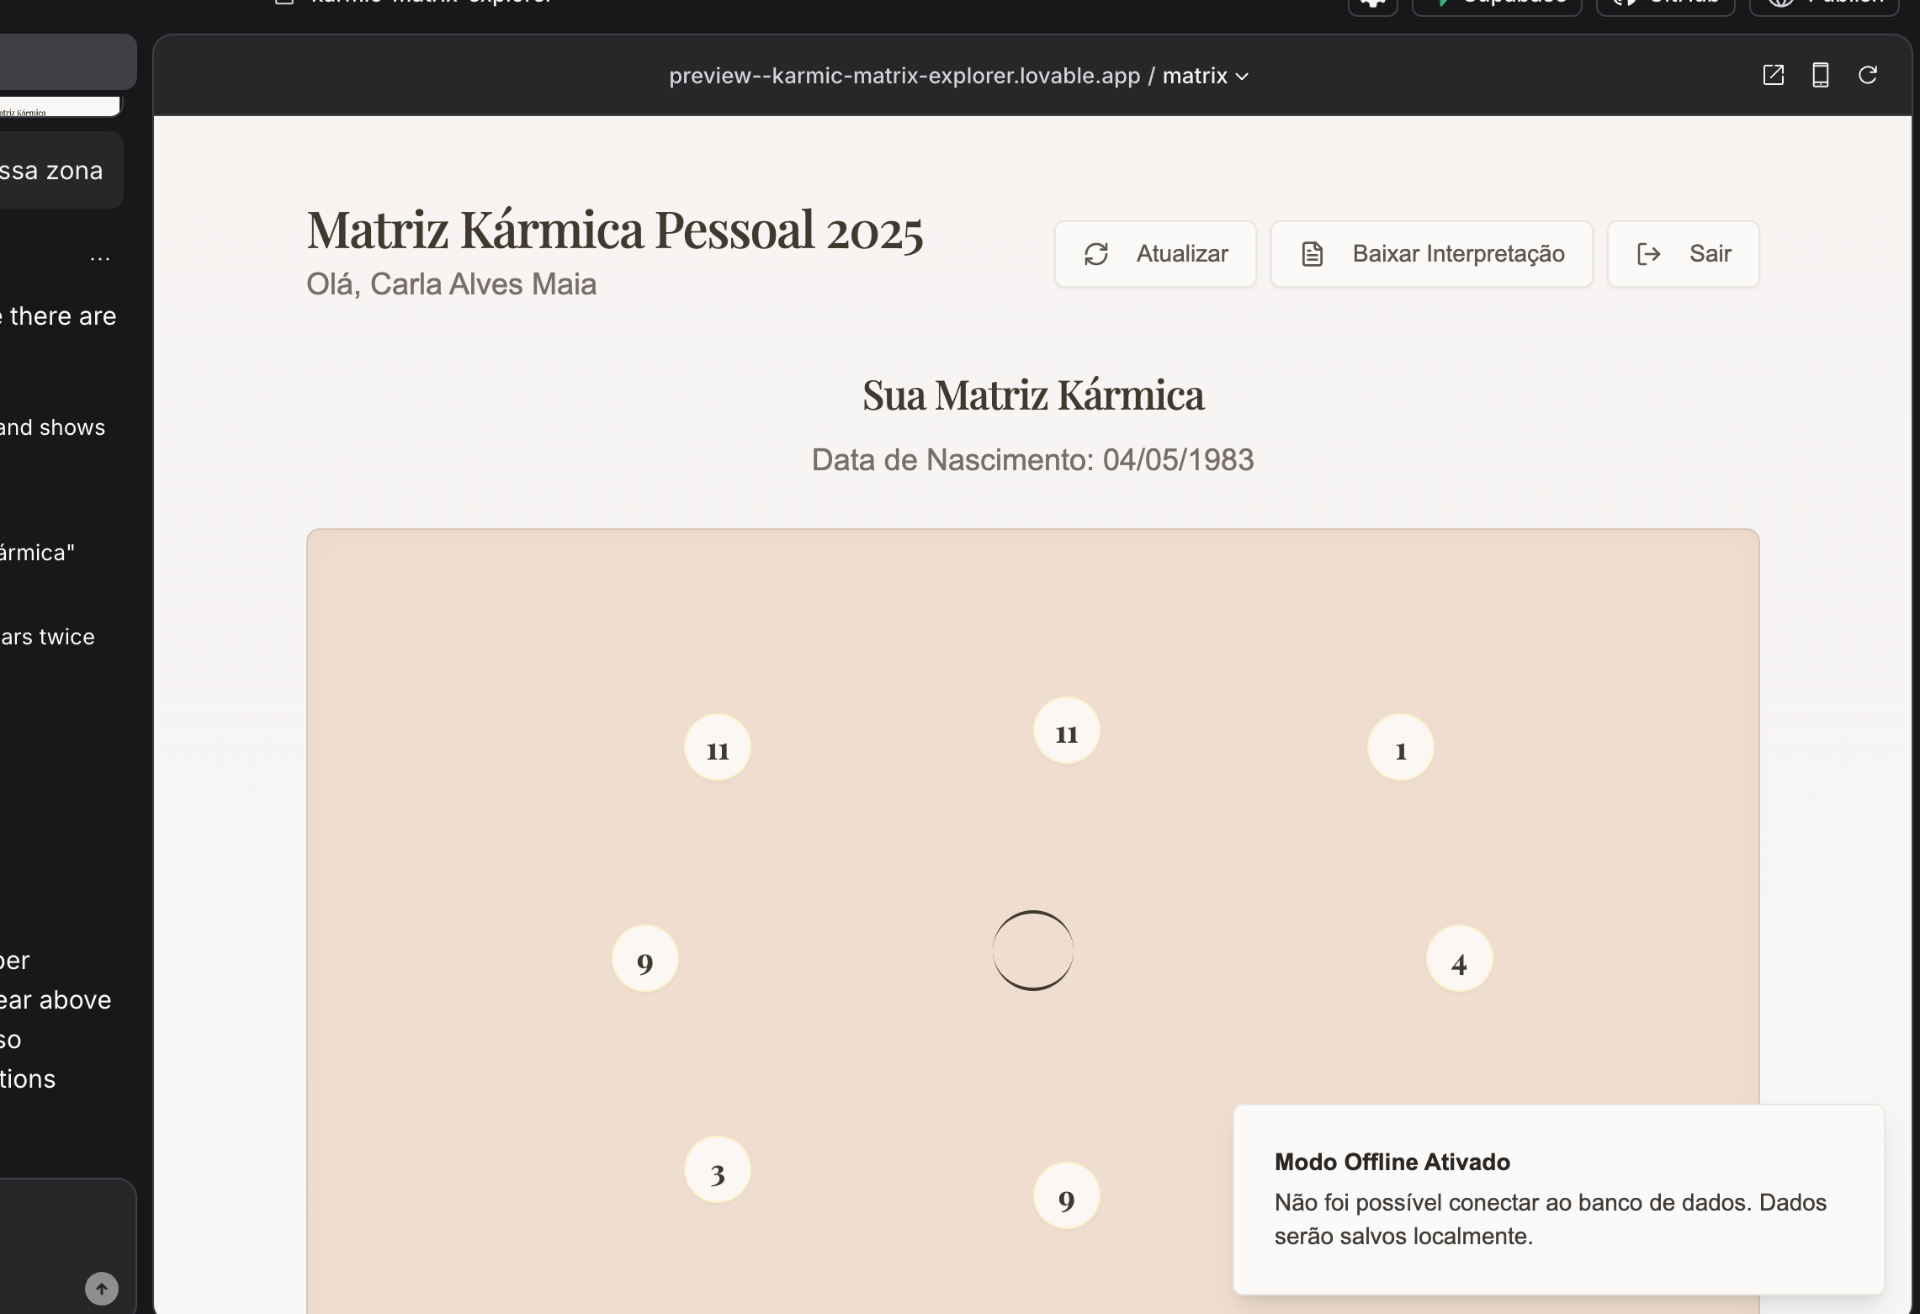 karmic-matrix-explorer
Supabase
GitHub
Publish
preview--karmic-matrix-explorer.lovable.app / matrix
atriz Kármica
ssa zona
...
e there are
and shows
ármica"
ars twice
ber
ear above
so
tions
Matriz Kármica Pessoal 2025
Olá, Carla Alves Maia
Atualizar
Baixar Interpretação
Sair
Sua Matriz Kármica
Data de Nascimento: 04/05/1983
11
11
1
9
4
3
9
Modo Offline Ativado
Não foi possível conectar ao banco de dados. Dados
serão salvos localmente.